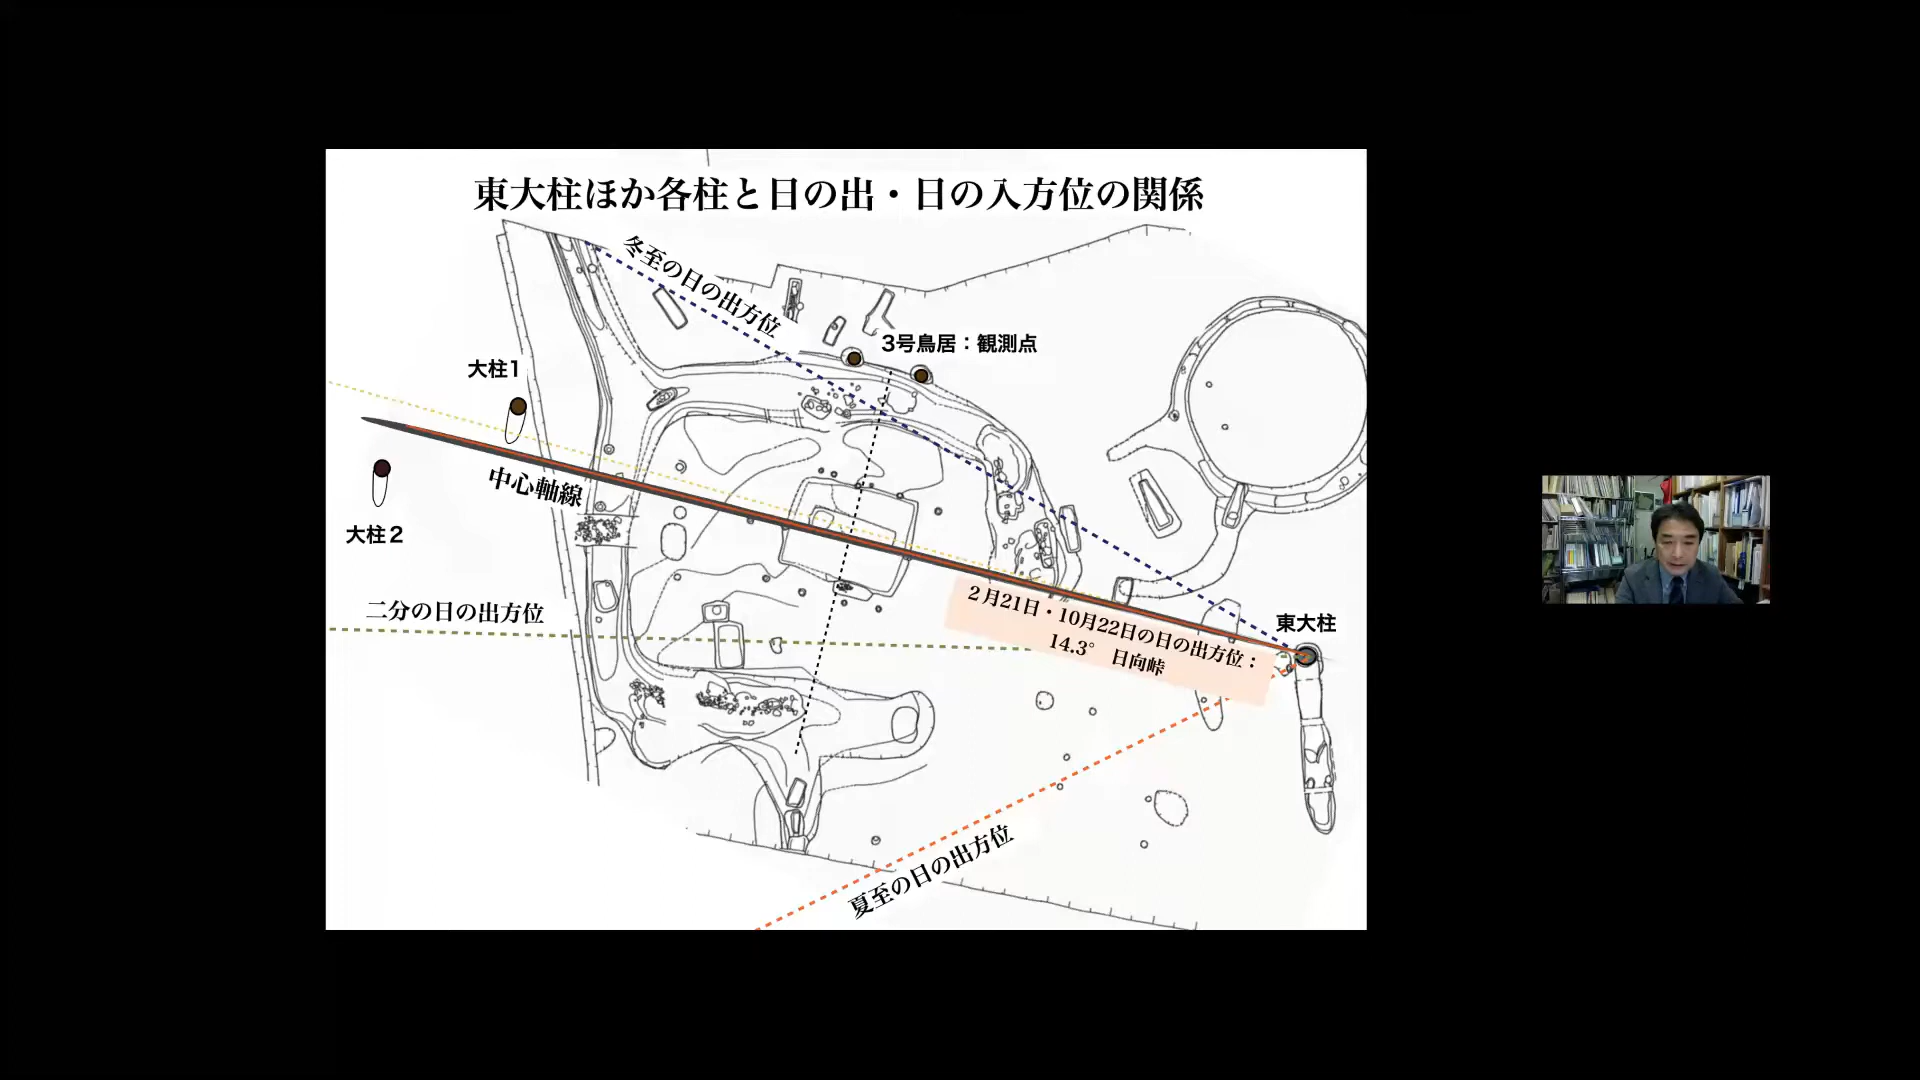 東大柱ほか各柱と日の出・日の入方位の関係
冬至の日の出方位
3号鳥居：観測点
大柱1
中心軸線
大柱２
二分の日の出方位
２月21日・10月22日の日の出方位：
14.3° 日向峠
東大柱
夏至の日の出方位